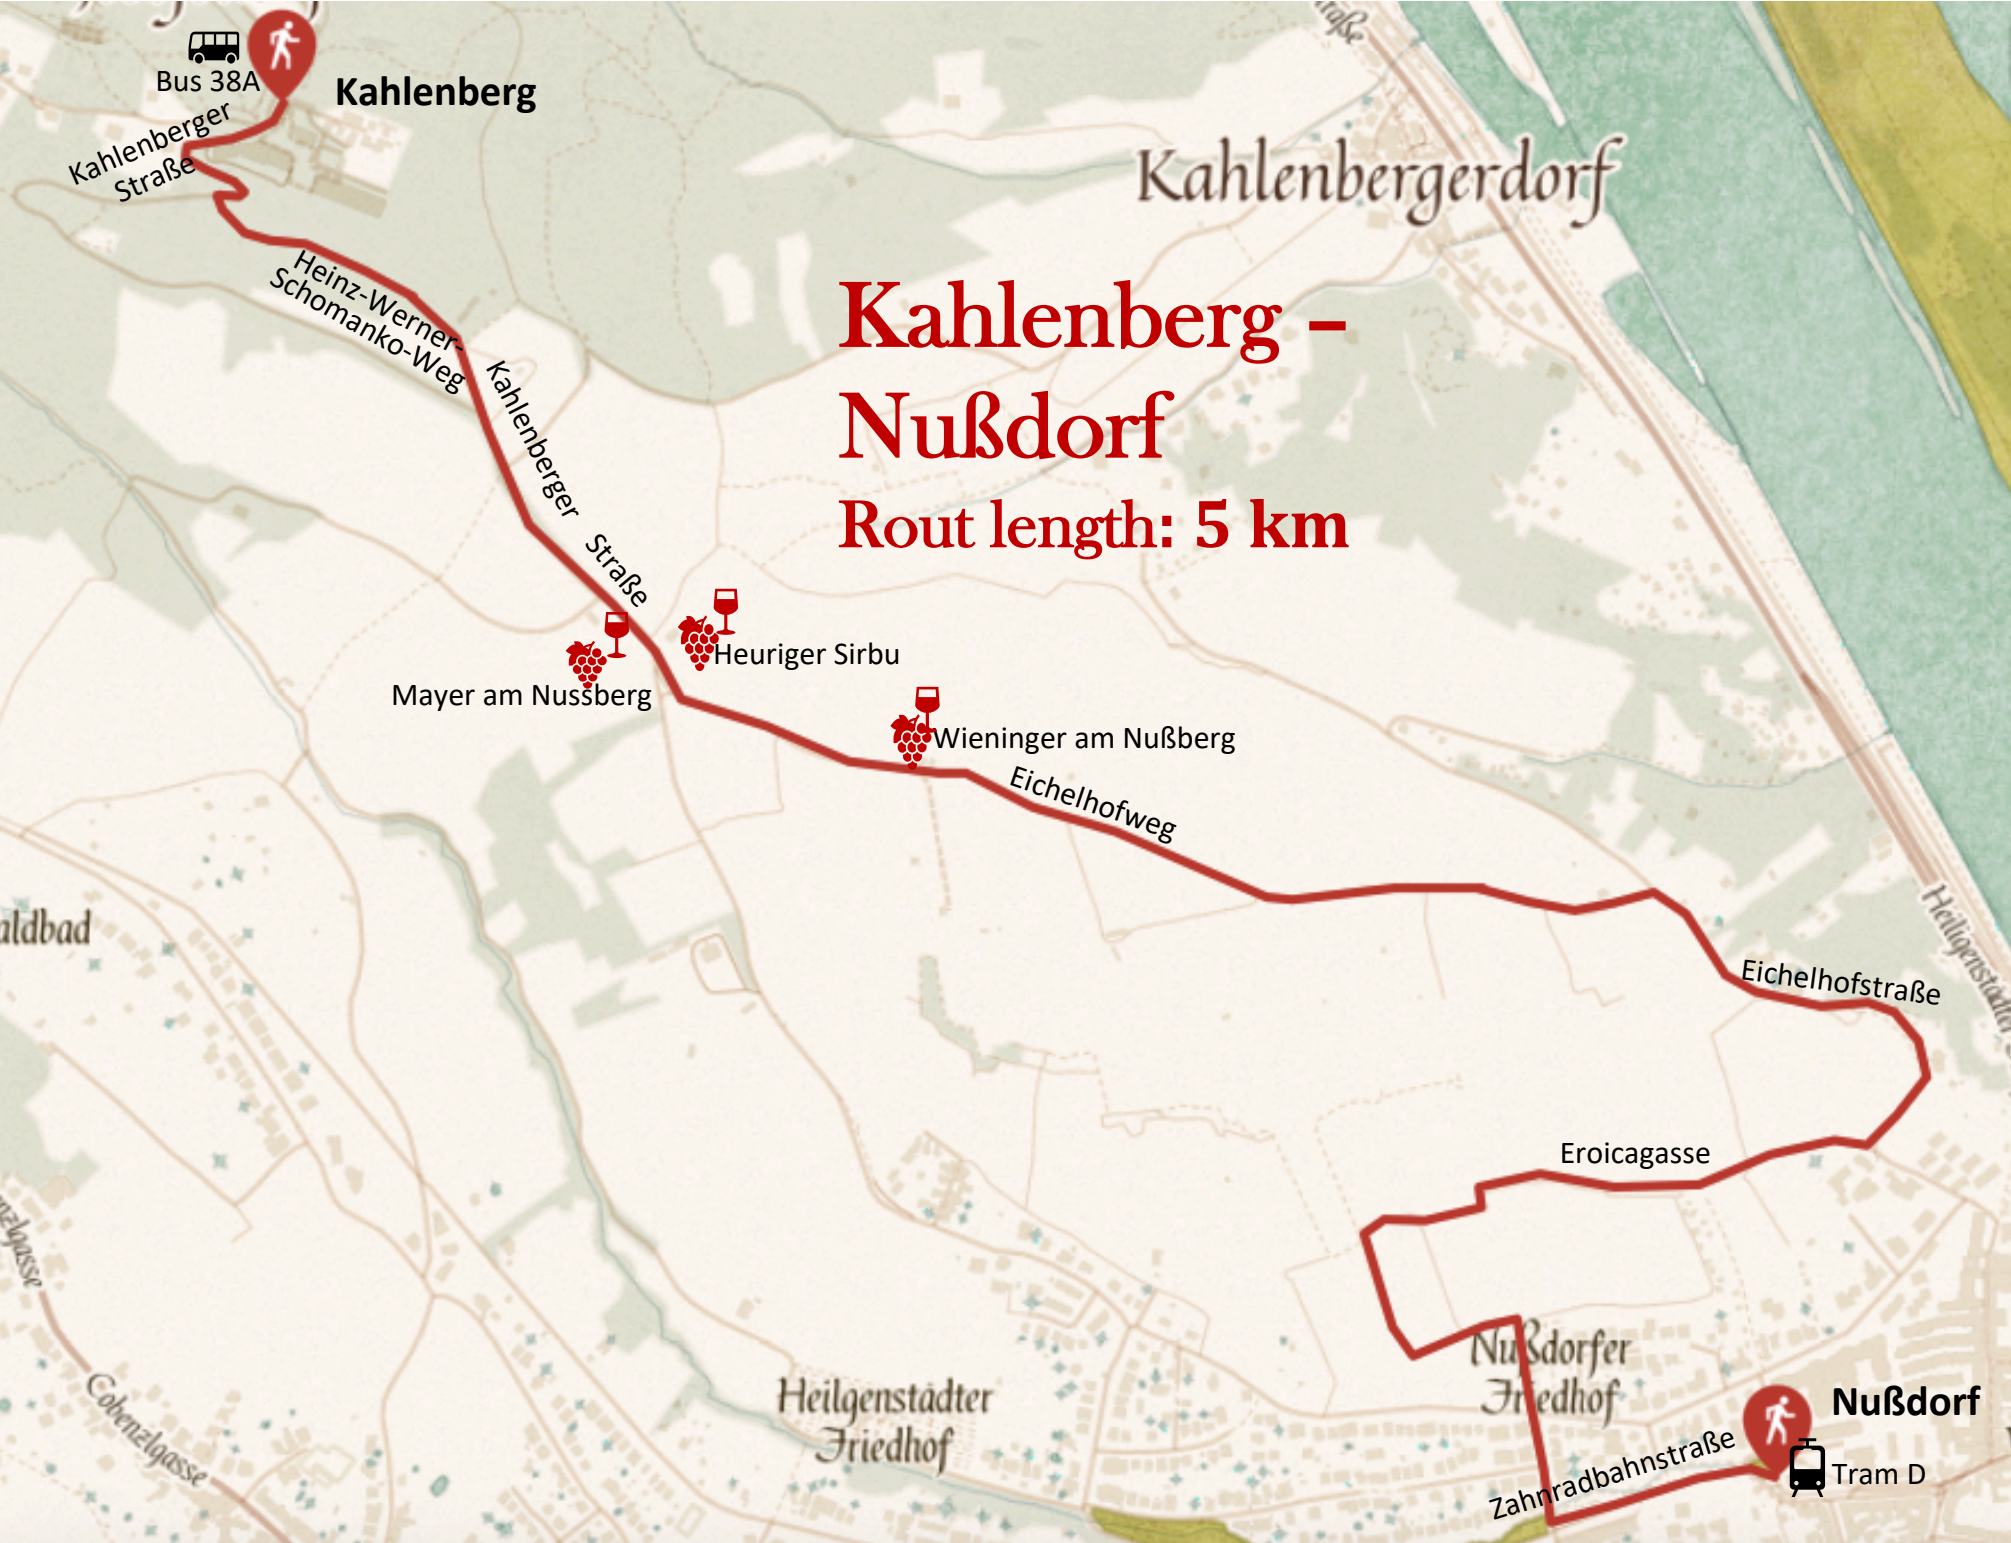 Bus 38A
Kahlenberg
Kahlenberger
Straße
Kahlenbergerdorf
Heinz-Werner-
Schomanko-Weg
Kahlenberg –
Nußdorf
Rout length: 5 km
Kahlenberger
Straße
Heuriger Sirbu
Mayer am Nussberg
Wieninger am Nußberg
Eichelhofweg
aldbad
Heiligenstädter
Eichelhofstraße
Eroicagasse
nzlgasse
Nußdorfer
Friedhof
Heilgenstädter
Friedhof
Cobenzlgasse
Nußdorf
Zahnradbahnstraße
Tram D